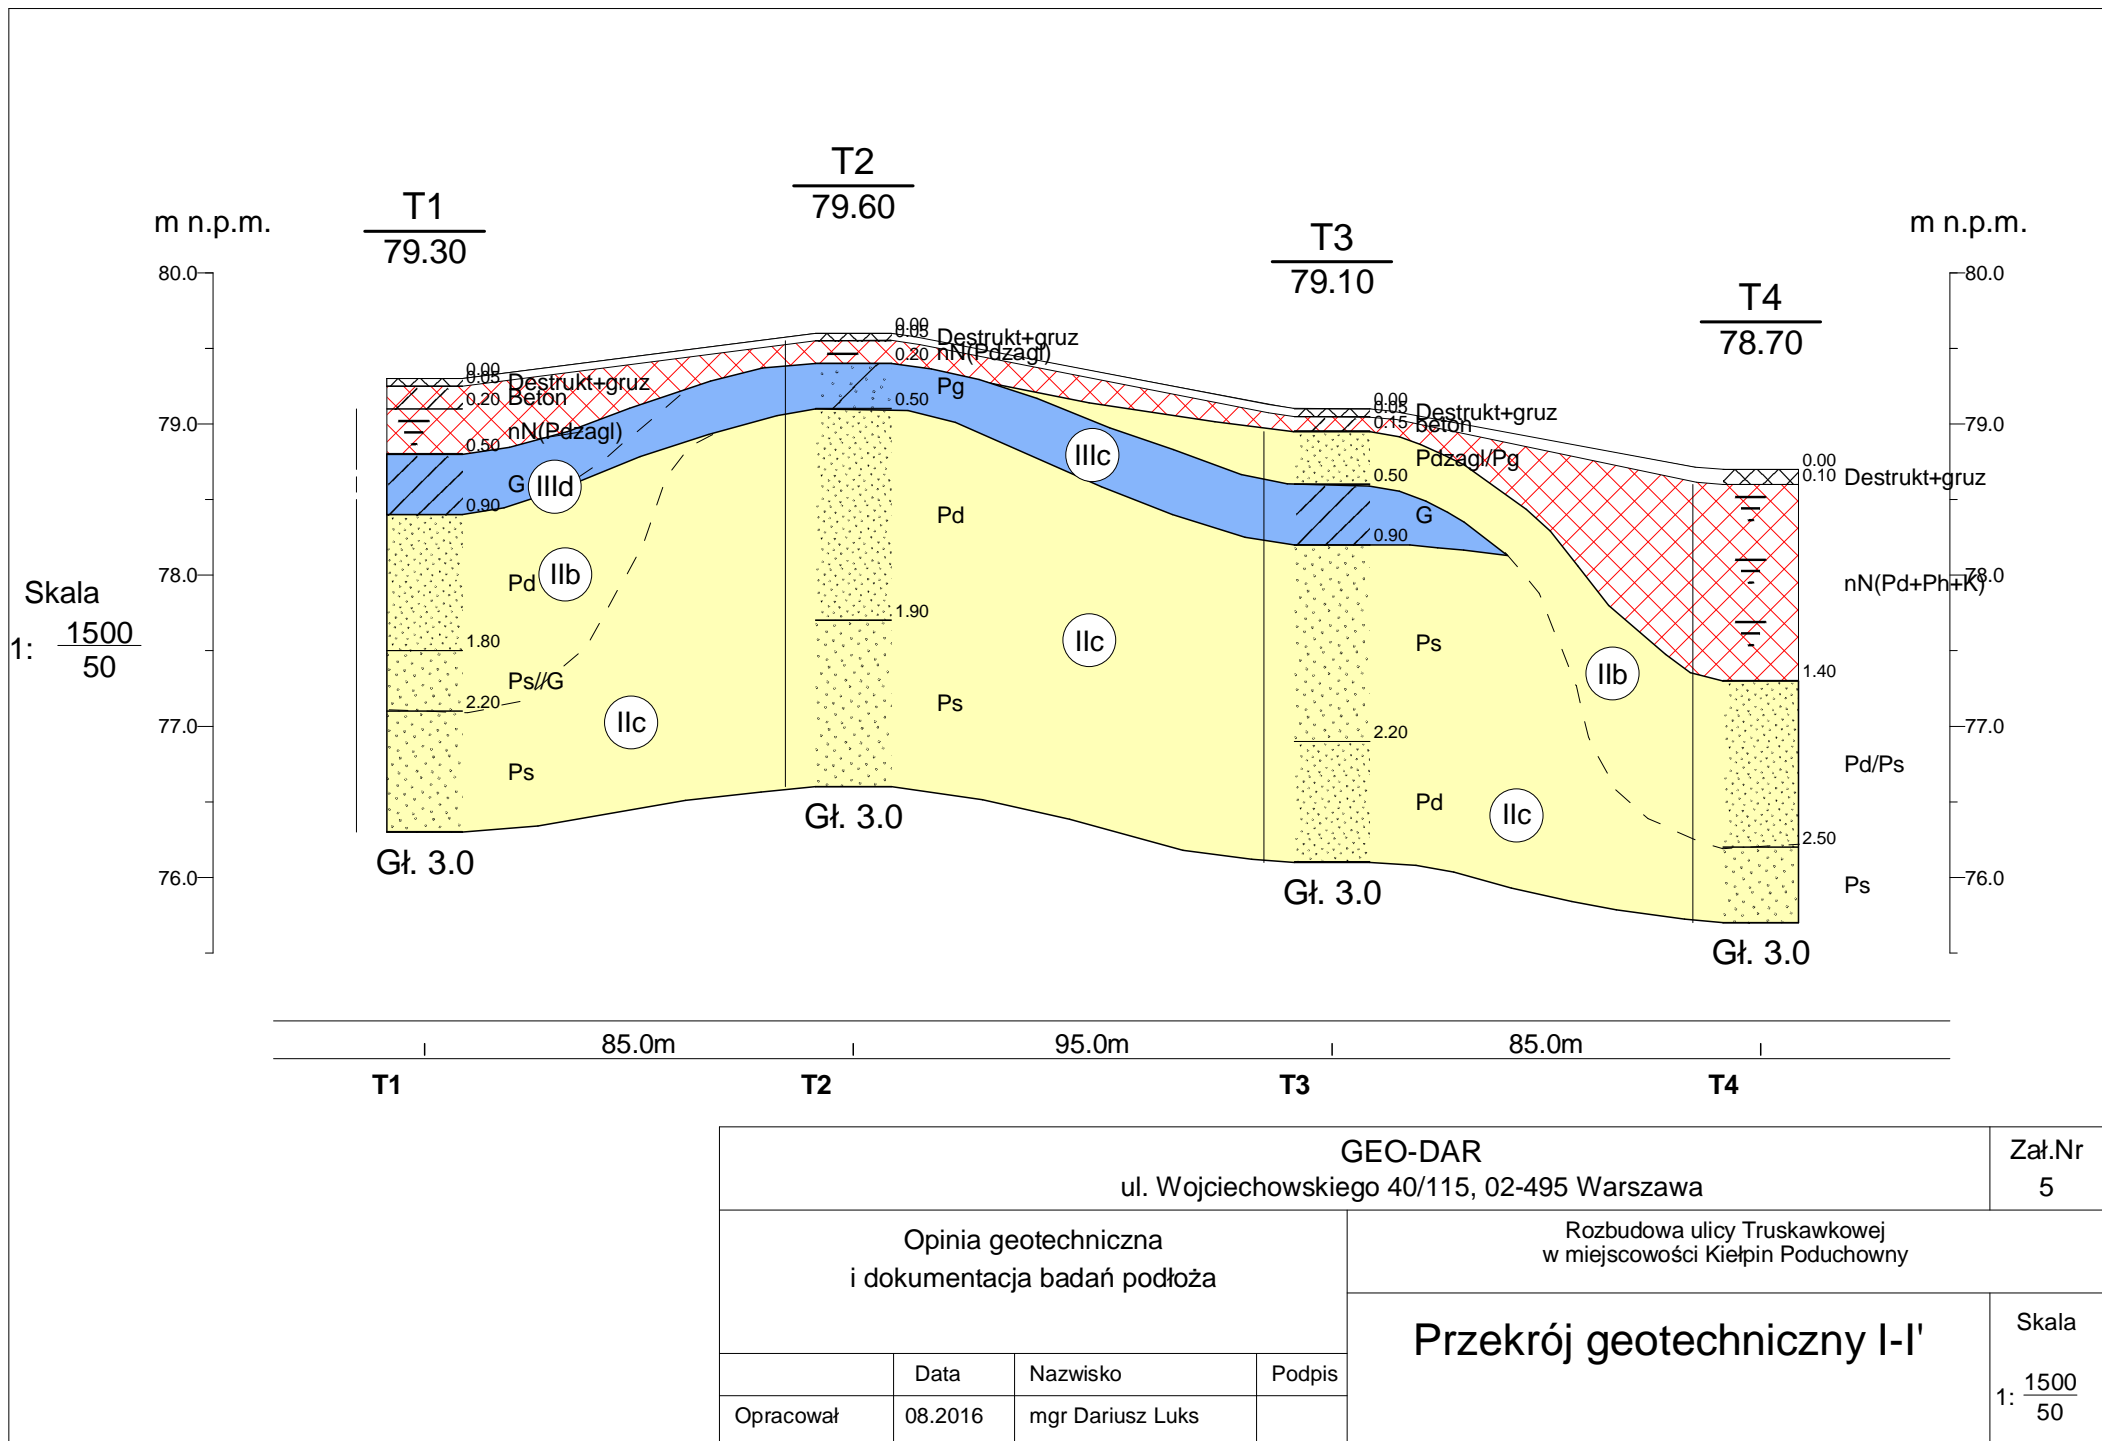 T1
79.30
T2
79.60
T3
79.10
T4
78.70
m n.p.m.
m n.p.m.
80.0
79.0
78.0
77.0
76.0
80.0
79.0
78.0
77.0
76.0
Skala
1: 1500
50
0.00
0.05
Destrukt+gruz
0.20
Beton
nN(Pdzagl)
0.50
G
IIId
0.90
Pd
IIb
1.80
Ps//G
2.20
IIc
Ps
Gł. 3.0
0.00
0.05
Destrukt+gruz
0.20
nN(Pdzagl)
Pg
0.50
IIIc
Pd
1.90
IIc
Ps
Gł. 3.0
0.00
0.05
Destrukt+gruz
0.15
beton
Pdzagl/Pg
0.50
G
0.90
Ps
IIb
2.20
Pd
IIc
Gł. 3.0
0.00
0.10
Destrukt+gruz
nN(Pd+Ph+K)
1.40
Pd/Ps
2.50
Ps
Gł. 3.0
85.0m
95.0m
85.0m
T1
T2
T3
T4
GEO-DAR
ul. Wojciechowskiego 40/115, 02-495 Warszawa
Zał.Nr
5
Opinia geotechniczna
i dokumentacja badań podłoża
Rozbudowa ulicy Truskawkowej
w miejscowości Kiełpin Poduchowny
Przekrój geotechniczny I-I'
Skala
1: 1500
50
Data Nazwisko Podpis
Opracował 08.2016 mgr Dariusz Luks